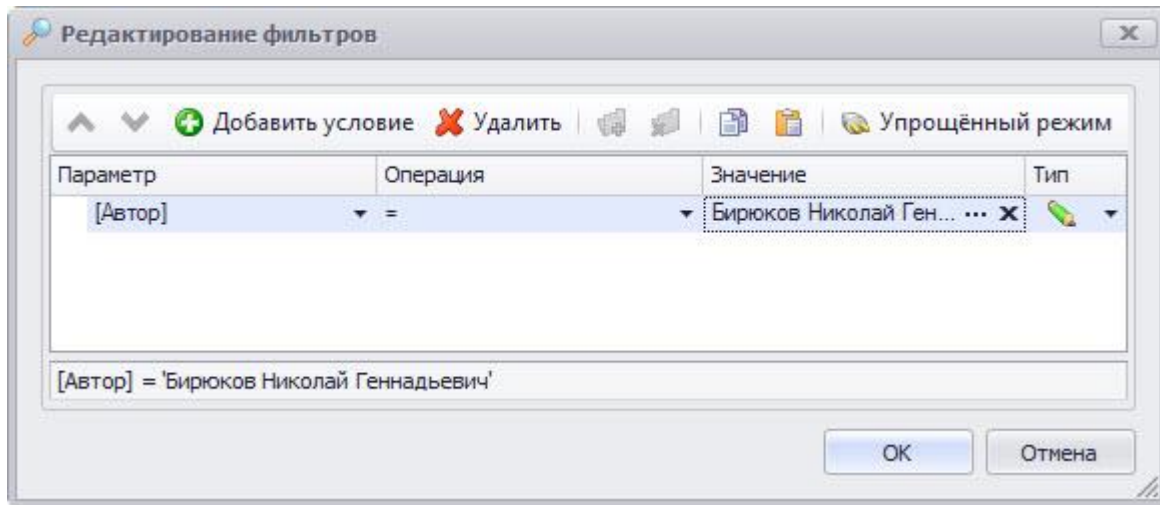 Редактирование фильтров
Добавить условие Удалить Упрощённый режим
Параметр Операция Значение Тип
[Автор] = Бирюков Николай Ген...
[Автор] = 'Бирюков Николай Геннадьевич'
ОК Отмена